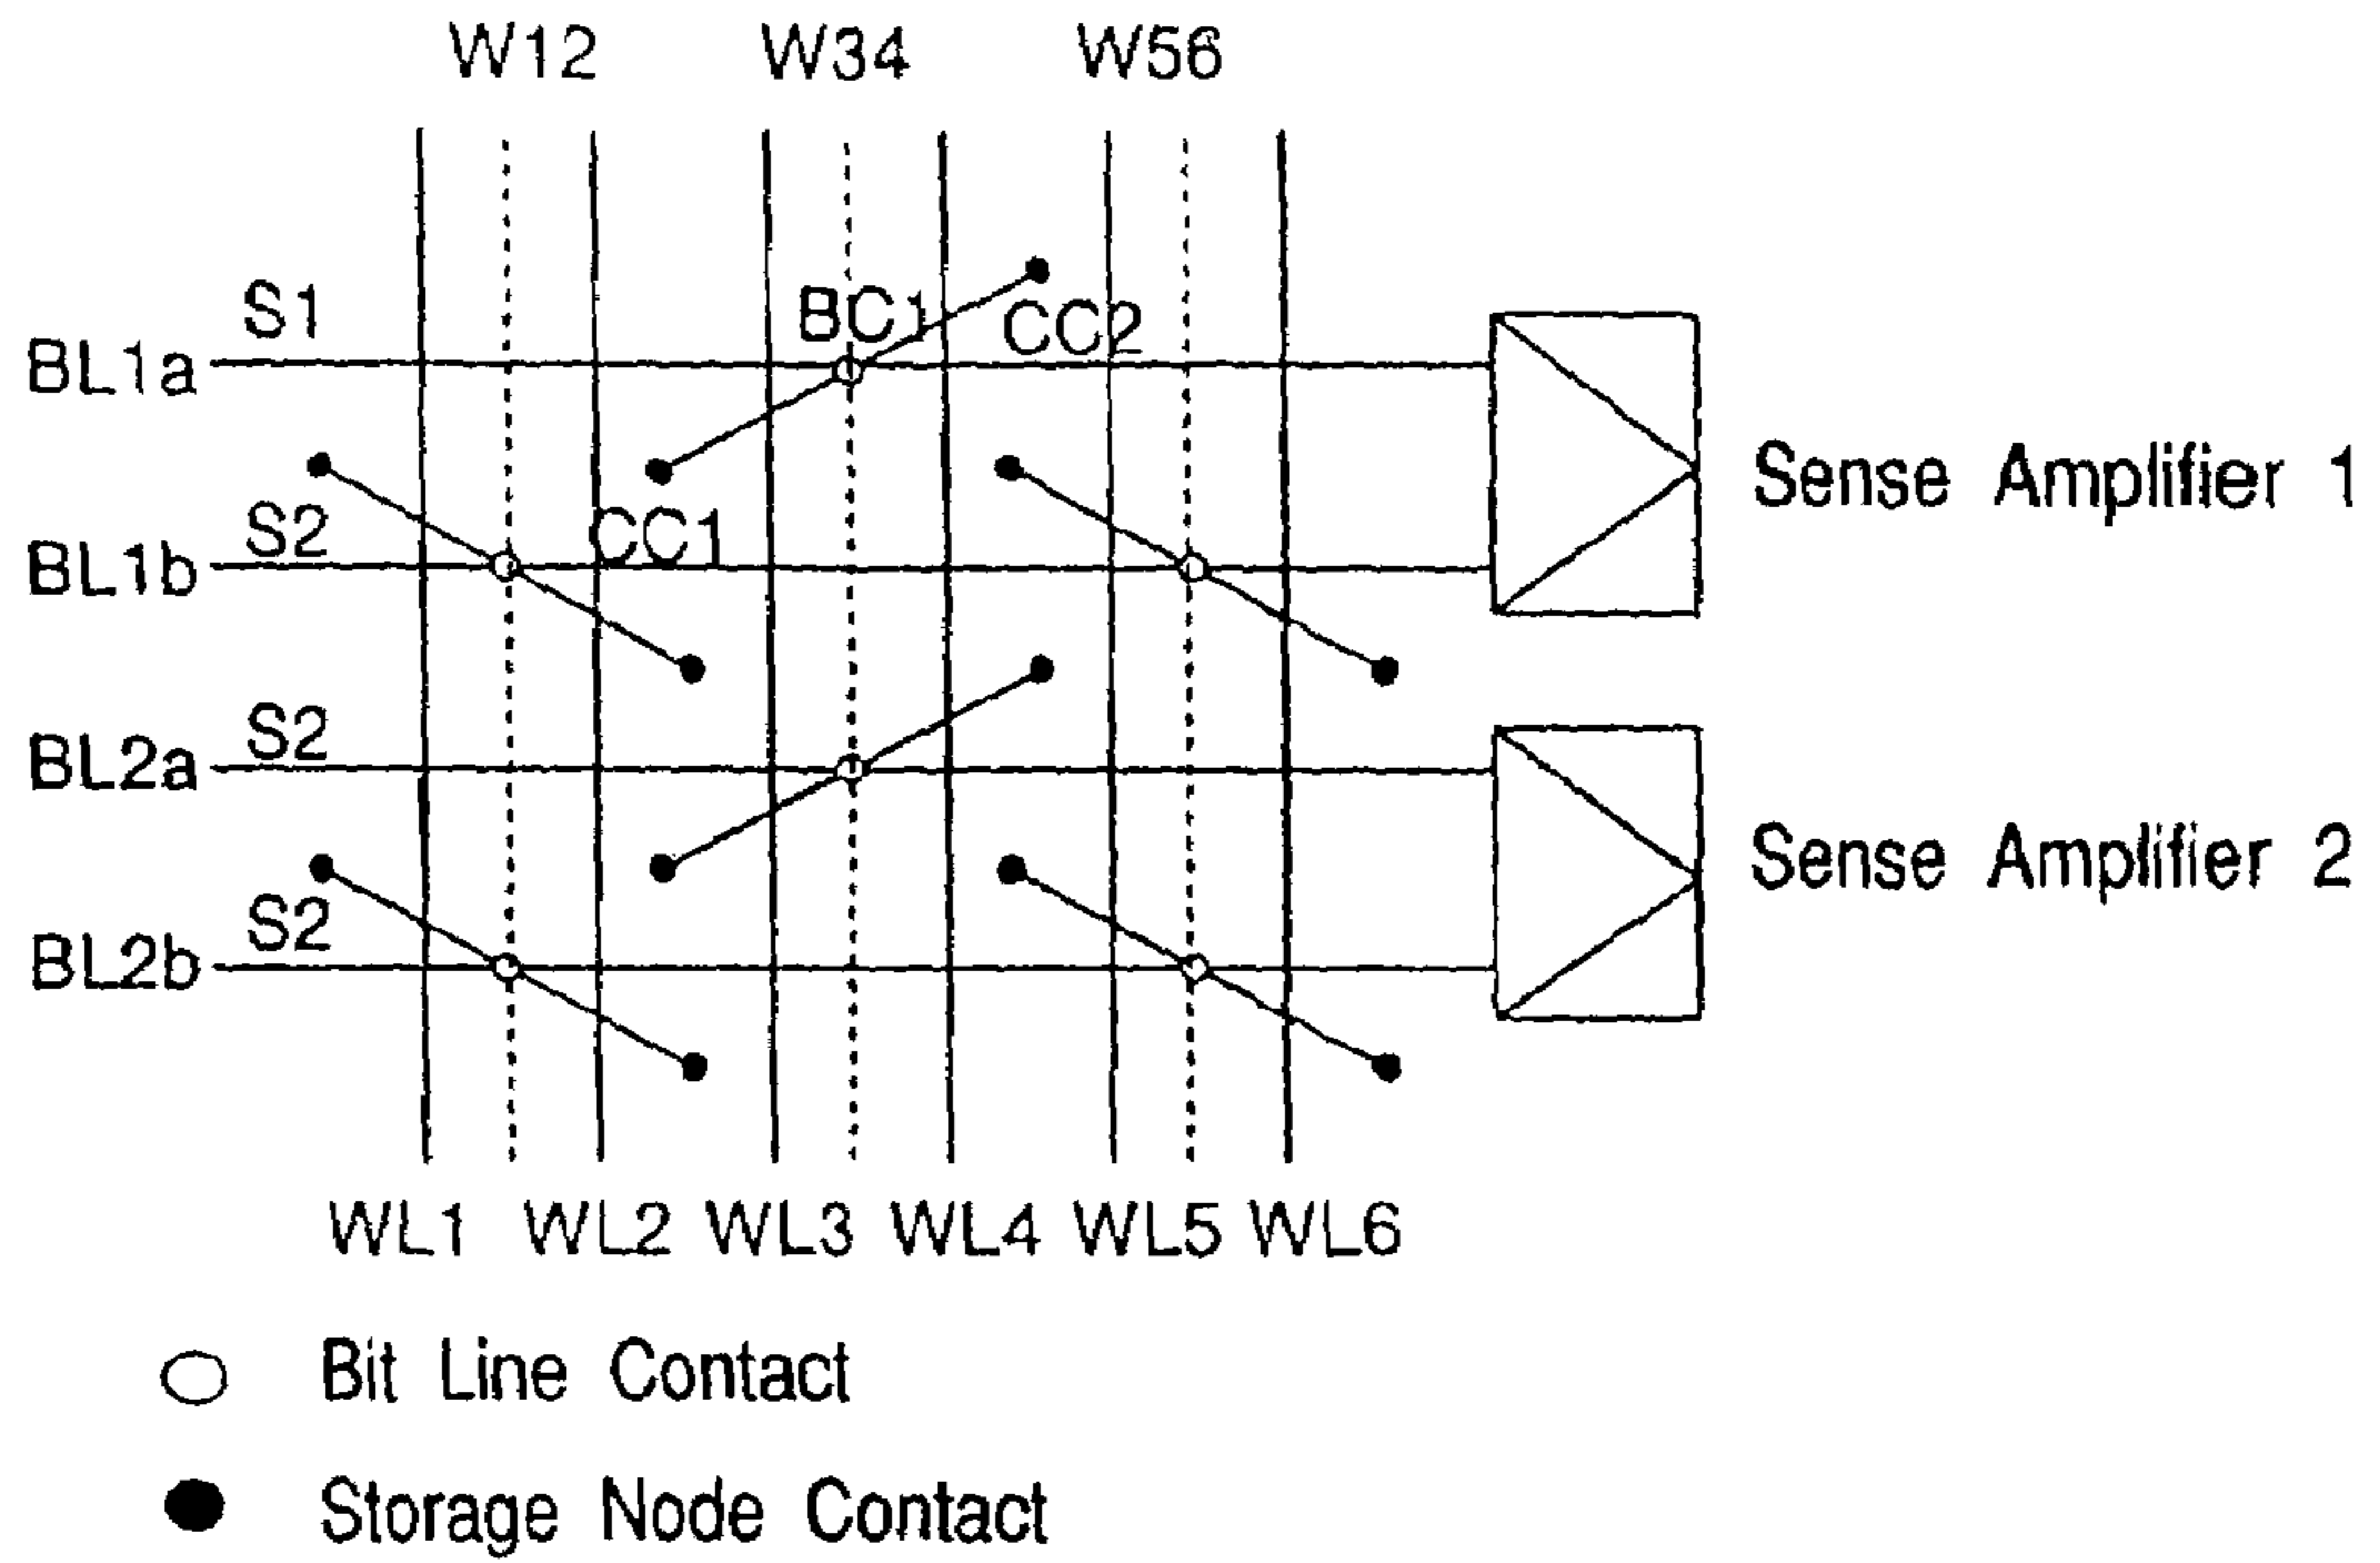 W12 W34 W56
S1 BC1 CC2
BL1a
Sense Amplifier 1
S2 CC1
BL1b
S2
BL2a
Sense Amplifier 2
S2
BL2b
WL1 WL2 WL3 WL4 WL5 WL6
Bit Line Contact
Storage Node Contact